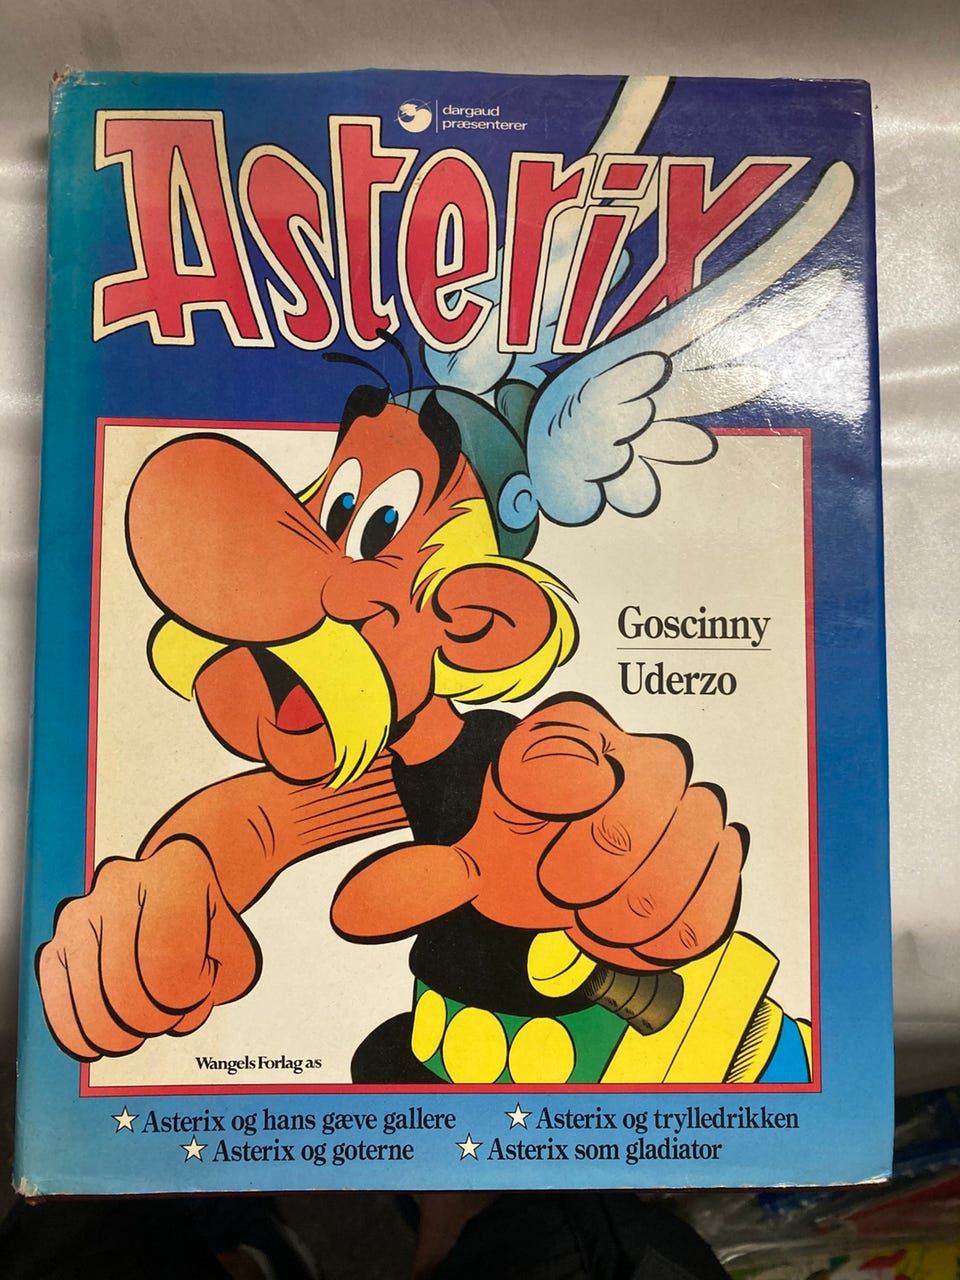 dargaud
præsenterer
Asterix
Goscinny
Uderzo
Wangels Forlag as
Asterix og hans gæve gallere
Asterix og trylledrikken
Asterix og goterne
Asterix som gladiator